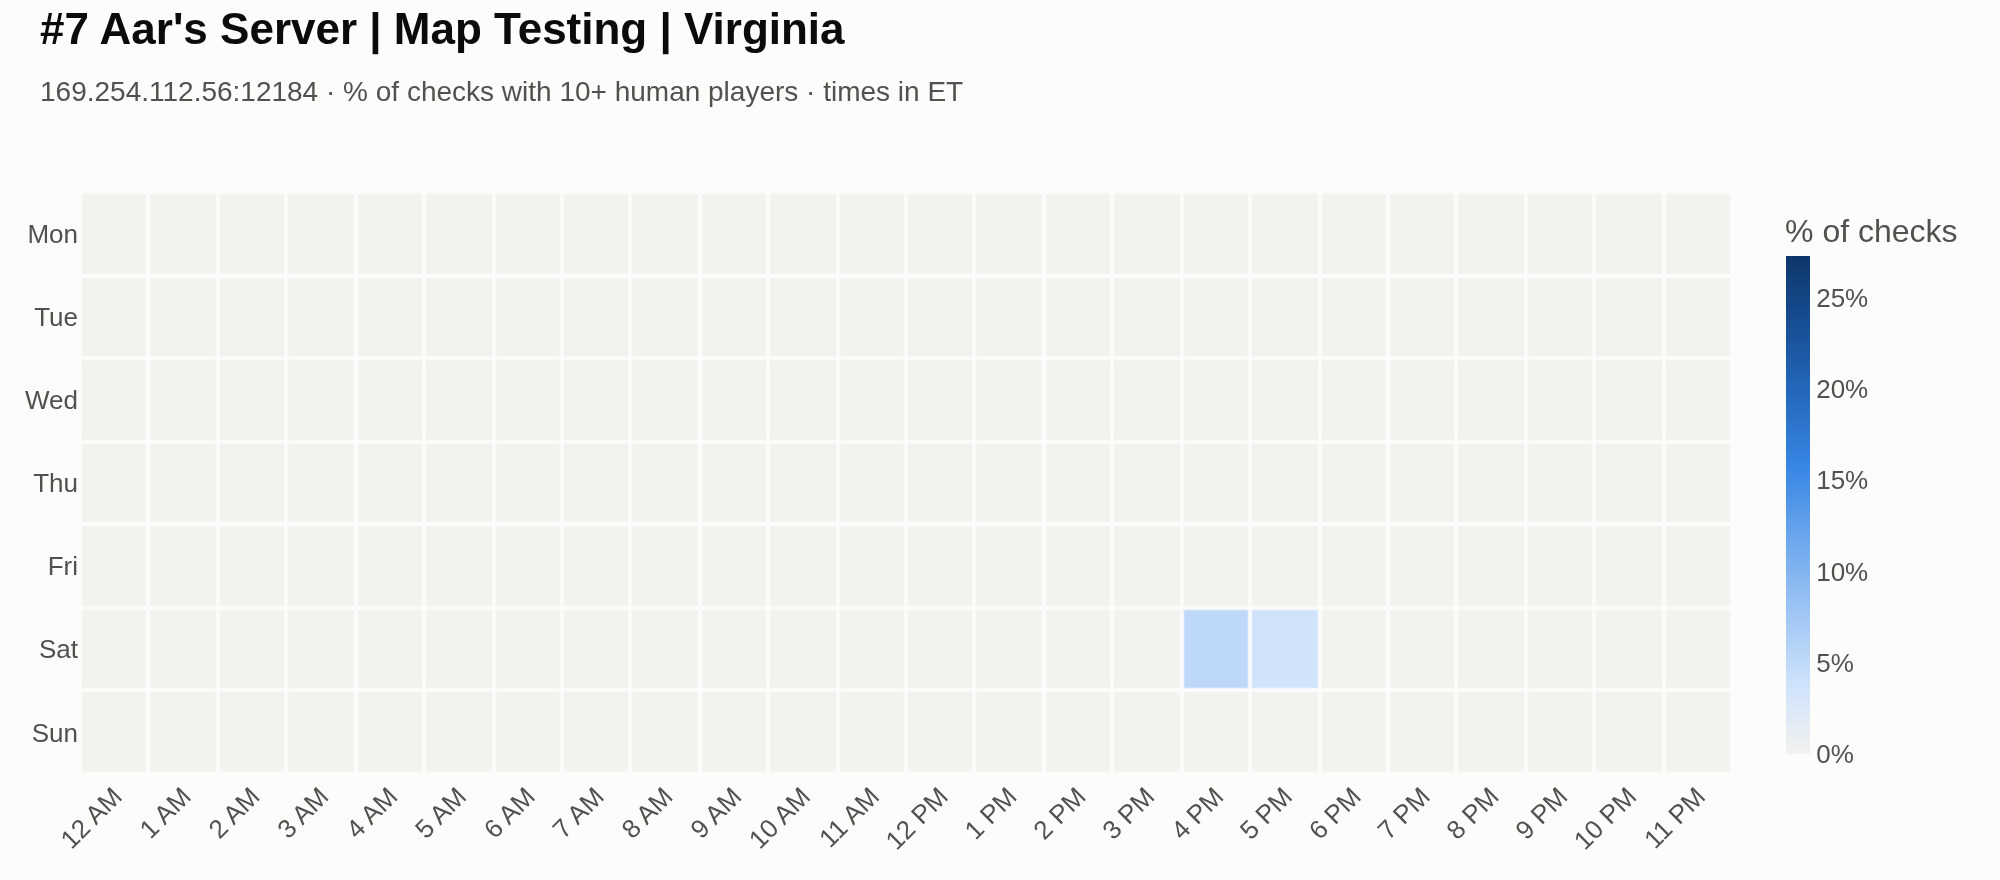 #7 Aar's Server | Map Testing | Virginia
169.254.112.56:12184 · % of checks with 10+ human players · times in ET
% of checks
Mon
Tue
Wed
Thu
Fri
Sat
Sun
25%
20%
15%
10%
5%
0%
12 AM
1 AM
2 AM
3 AM
4 AM
5 AM
6 AM
7 AM
8 AM
9 AM
10 AM
11 AM
12 PM
1 PM
2 PM
3 PM
4 PM
5 PM
6 PM
7 PM
8 PM
9 PM
10 PM
11 PM